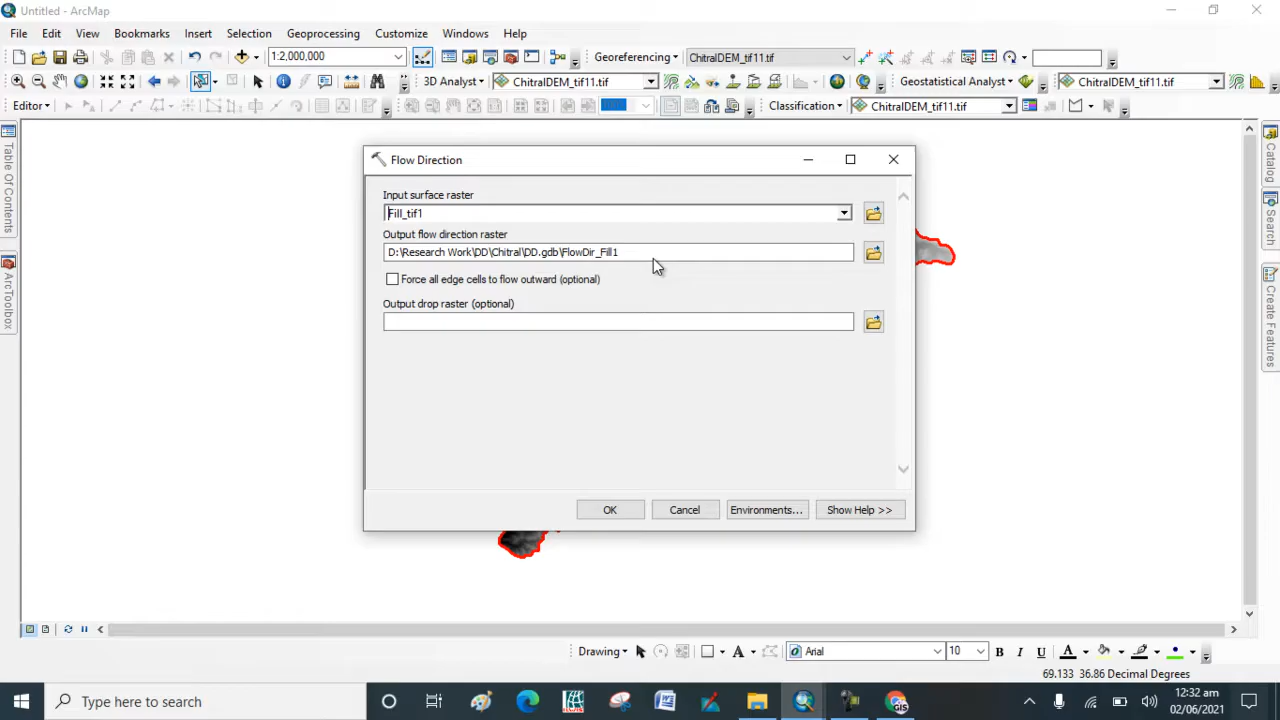 Untitled - ArcMap
File Edit View Bookmarks Insert Selection Geoprocessing Customize Windows Help
1:2,000,000 Georeferencing ChitralDEM_tif11.tif
3D Analyst ChitralDEM_tif11.tif Geostatistical Analyst ChitralDEM_tif11.tif
Editor Classification ChitralDEM_tif11.tif
Table Of Contents
ArcToolbox
Flow Direction
Input surface raster
Fill_tif1
Output flow direction raster
D:\Research Work\DD\Chitral\DD.gdb\FlowDir_Fill1
Force all edge cells to flow outward (optional)
Output drop raster (optional)
OK Cancel Environments... Show Help >>
Catalog
Search
Create Features
Drawing A Arial 10 B I U A
69.133 36.86 Decimal Degrees
Type here to search
12:32 am
02/06/2021